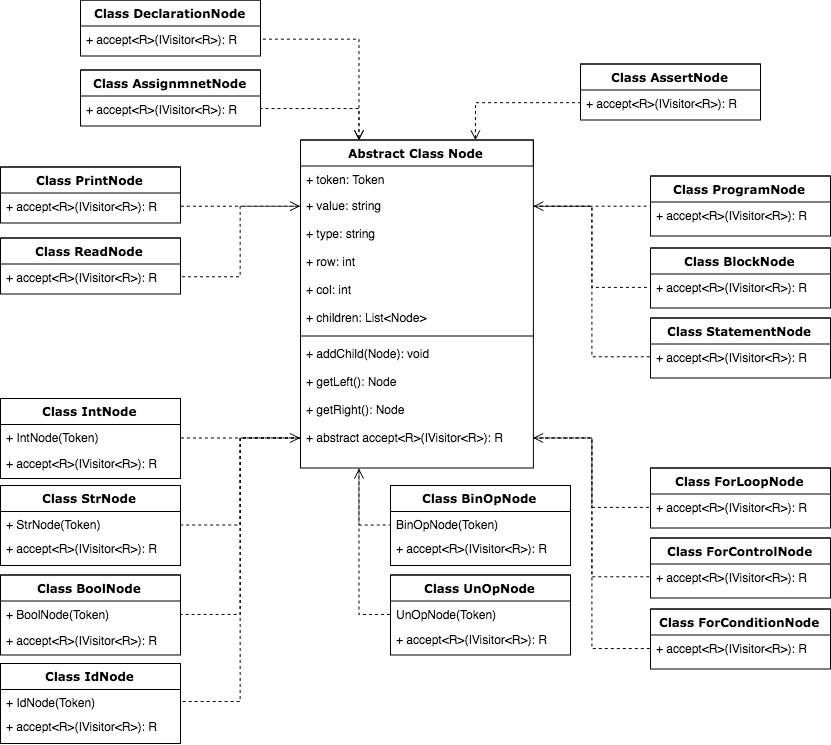 Class DeclarationNode
+ accept<R>(IVisitor<R>): R
Class AssignmnetNode
+ accept<R>(IVisitor<R>): R
Class AssertNode
+ accept<R>(IVisitor<R>): R
Abstract Class Node
+ token: Token
+ value: string
+ type: string
+ row: int
+ col: int
+ children: List<Node>
+ addChild(Node): void
+ getLeft(): Node
+ getRight(): Node
+ abstract accept<R>(IVisitor<R>): R
Class PrintNode
+ accept<R>(IVisitor<R>): R
Class ReadNode
+ accept<R>(IVisitor<R>): R
Class ProgramNode
+ accept<R>(IVisitor<R>): R
Class BlockNode
+ accept<R>(IVisitor<R>): R
Class StatementNode
+ accept<R>(IVisitor<R>): R
Class IntNode
+ IntNode(Token)
+ accept<R>(IVisitor<R>): R
Class StrNode
+ StrNode(Token)
+ accept<R>(IVisitor<R>): R
Class BoolNode
+ BoolNode(Token)
+ accept<R>(IVisitor<R>): R
Class IdNode
+ IdNode(Token)
+ accept<R>(IVisitor<R>): R
Class BinOpNode
BinOpNode(Token)
+ accept<R>(IVisitor<R>): R
Class UnOpNode
UnOpNode(Token)
+ accept<R>(IVisitor<R>): R
Class ForLoopNode
+ accept<R>(IVisitor<R>): R
Class ForControlNode
+ accept<R>(IVisitor<R>): R
Class ForConditionNode
+ accept<R>(IVisitor<R>): R